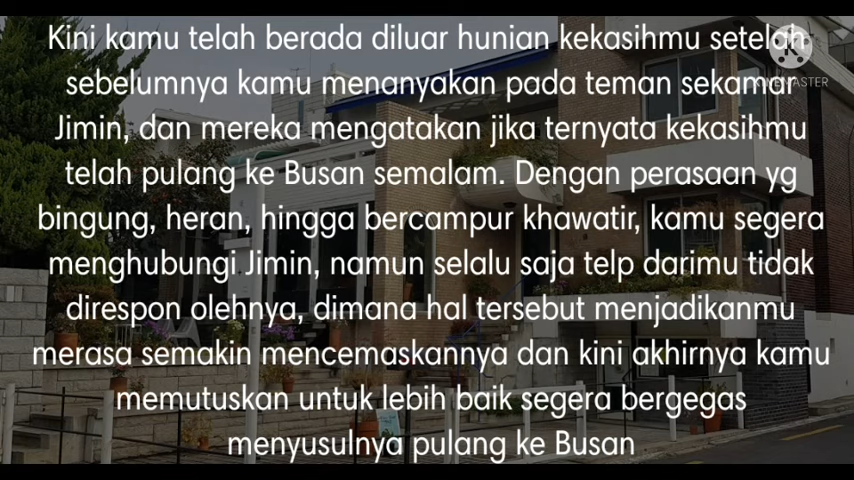 Kini kamu telah berada diluar hunian kekasihmu setelah
sebelumnya kamu menanyakan pada teman sekamar
Jimin, dan mereka mengatakan jika ternyata kekasihmu
telah pulang ke Busan semalam. Dengan perasaan yg
bingung, heran, hingga bercampur khawatir, kamu segera
menghubungi Jimin, namun selalu saja telp darimu tidak
direspon olehnya, dimana hal tersebut menjadikanmu
merasa semakin mencemaskannya dan kini akhirnya kamu
memutuskan untuk lebih baik segera bergegas
menyusulnya pulang ke Busan